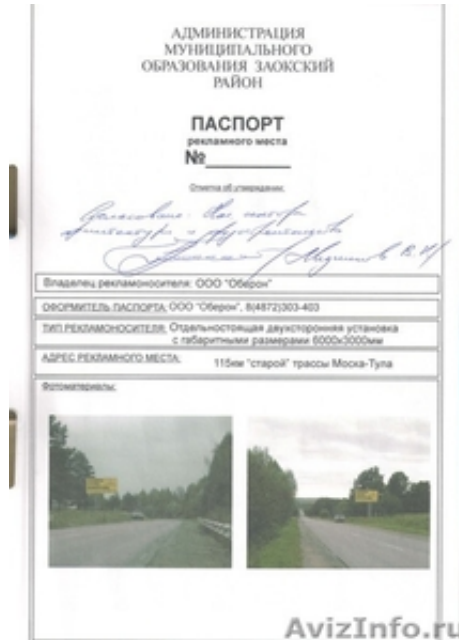 АДМИНИСТРАЦИЯ
МУНИЦИПАЛЬНОГО
ОБРАЗОВАНИЯ ЗАОКСКИЙ
РАЙОН
ПАСПОРТ
рекламного места
№
Отметка об утверждении:
Согласовано:
архитектуры и
Владелец рекламоносителя: ООО "Оберон"
ОФОРМИТЕЛЬ ПАСПОРТА: ООО "Оберон", 8(4872)303-403
ТИП РЕКЛАМОНОСИТЕЛЯ: Отдельностоящая двухсторонняя установка
с габаритными размерами 6000х3000мм
АДРЕС РЕКЛАМНОГО МЕСТА: 115км "старой" трассы Моска-Тула
Фотоматериалы:
AvizInfo.ru